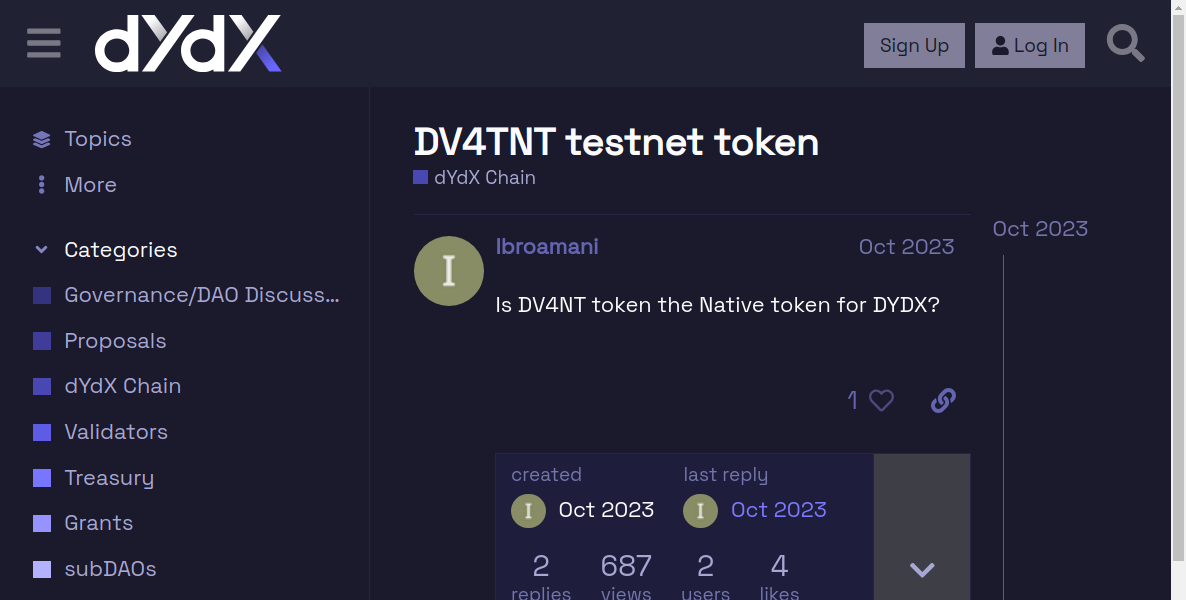 dYdX
Sign Up
Log In
Topics
More
Categories
Governance/DAO Discuss...
Proposals
dYdX Chain
Validators
Treasury
Grants
subDAOs
DV4TNT testnet token
dYdX Chain
I
Ibroamani
Oct 2023
Is DV4NT token the Native token for DYDX?
1
created
last reply
I Oct 2023
I Oct 2023
2 687 2 4
replies views users likes
Oct 2023